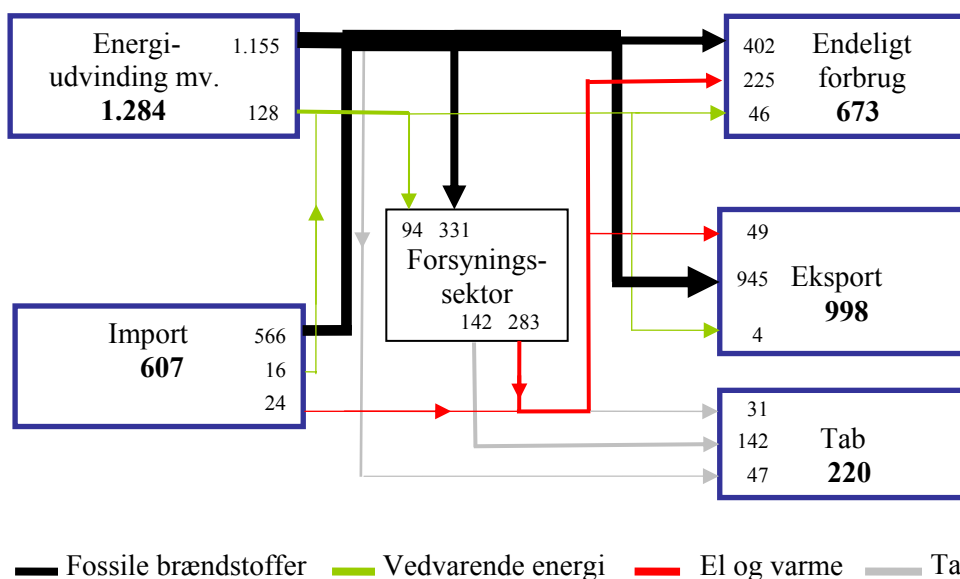 Energi-
udvinding mv.
1.284
1.155
128
Endeligt
forbrug
673
402
225
46
94 331
Forsynings-
sektor
142 283
49
945
4
Eksport
998
Import
607
566
16
24
31
142
47
Tab
220
Fossile brændstoffer Vedvarende energi El og varme Ta